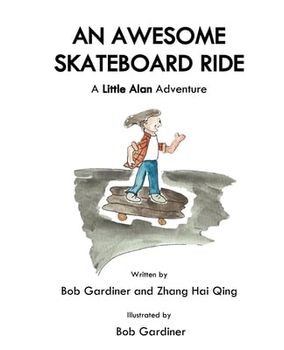 AN AWESOME
SKATEBOARD RIDE
A Little Alan Adventure
Written by
Bob Gardiner and Zhang Hai Qing
Illustrated by
Bob Gardiner